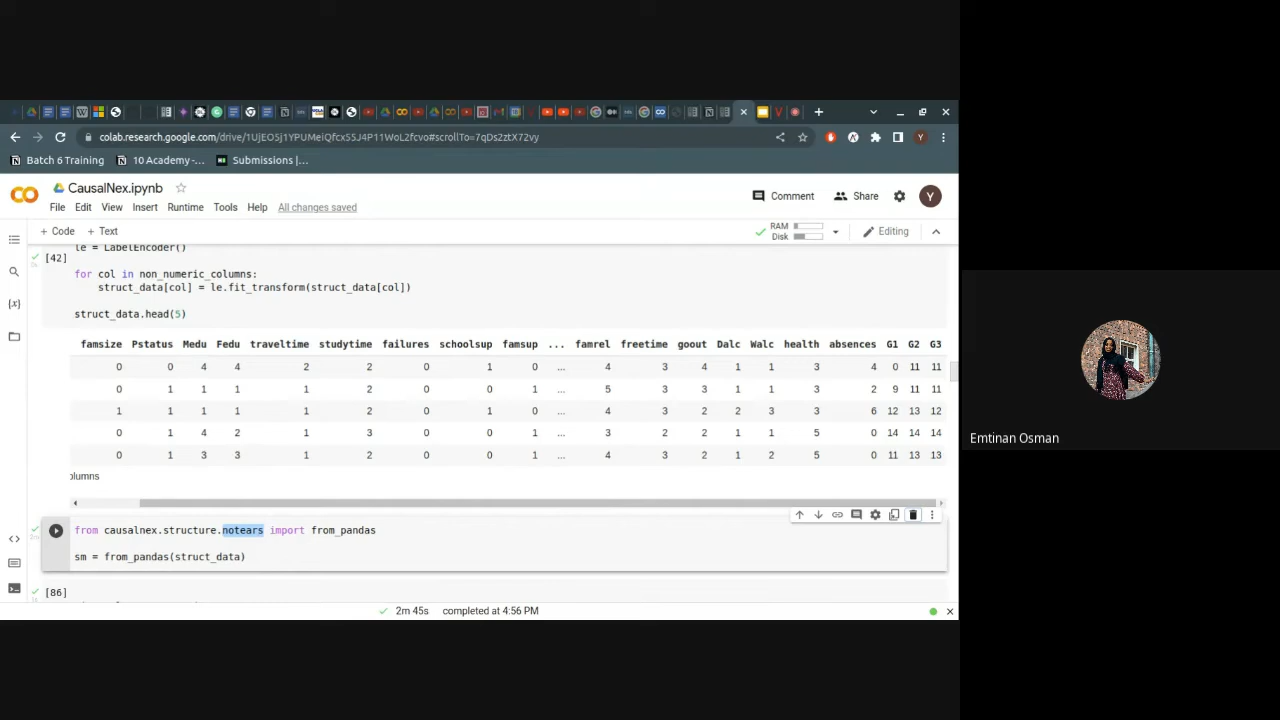 colab.research.google.com/drive/1UjEO5j1YPUMeiQfcx55J4P11WoL2fcvo#scrollTo=7qDs2ztX72vy
Batch 6 Training
10 Academy -...
Submissions |...
CausalNex.ipynb
Comment
Share
Y
File Edit View Insert Runtime Tools Help All changes saved
+ Code + Text
RAM
Disk
Editing
le = LabelEncoder()
[42]
for col in non_numeric_columns:
struct_data[col] = le.fit_transform(struct_data[col])
struct_data.head(5)
famsize Pstatus Medu Fedu traveltime studytime failures schoolsup famsup ... famrel freetime goout Dalc Walc health absences G1 G2 G3
0 0 4 4 2 2 0 1 0 ... 4 3 4 1 1 3 4 0 11 11
0 1 1 1 1 2 0 0 1 ... 5 3 3 1 1 3 2 9 11 11
1 1 1 1 1 2 0 1 0 ... 4 3 2 2 3 3 6 12 13 12
0 1 4 2 1 3 0 0 1 ... 3 2 2 1 1 5 0 14 14 14
0 1 3 3 1 2 0 0 1 ... 4 3 2 1 2 5 0 11 13 13
olumns
from causalnex.structure.notears import from_pandas
2m
sm = from_pandas(struct_data)
[86]
2m 45s completed at 4:56 PM
Emtinan Osman